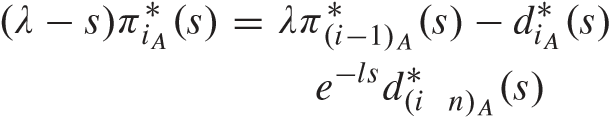 (λ − s)π*_{i_A}(s) = λπ*_{(i−1)_A}(s) − d*_{i_A}(s)
e^{−ls} d*_{(i n)_A}(s)